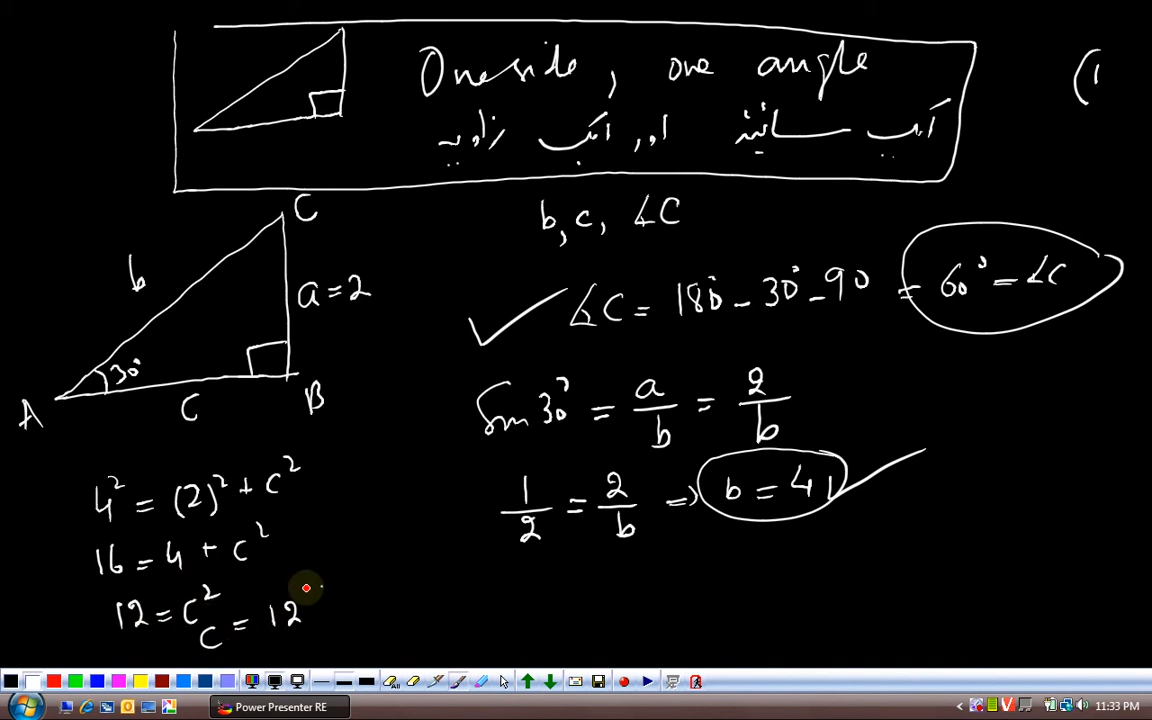 One side, one angle
(1
ایک سائیڈ اور ایک زاویہ
b, c, ∡C
C
b
a = 2
30°
A
C
B
∡C = 180° - 30° - 90 = 60° = ∡C
Sin 30° = a/b = 2/b
1/2 = 2/b ⇒ b = 4
4² = (2)² + c²
16 = 4 + c²
12 = c²
c = 12
Power Presenter RE
11:33 PM